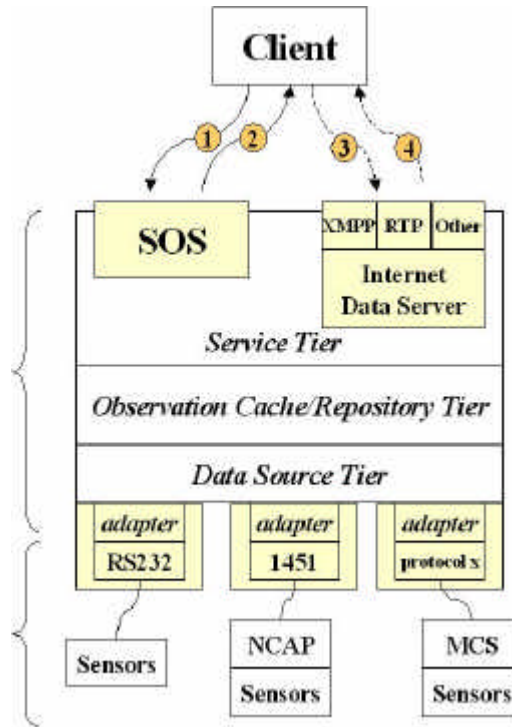 Client
1 2 3 4
SOS
XMPP RTP Other
Internet
Data Server
Service Tier
Observation Cache/Repository Tier
Data Source Tier
adapter adapter adapter
RS232 1451 protocol x
Sensors
NCAP
Sensors
MCS
Sensors